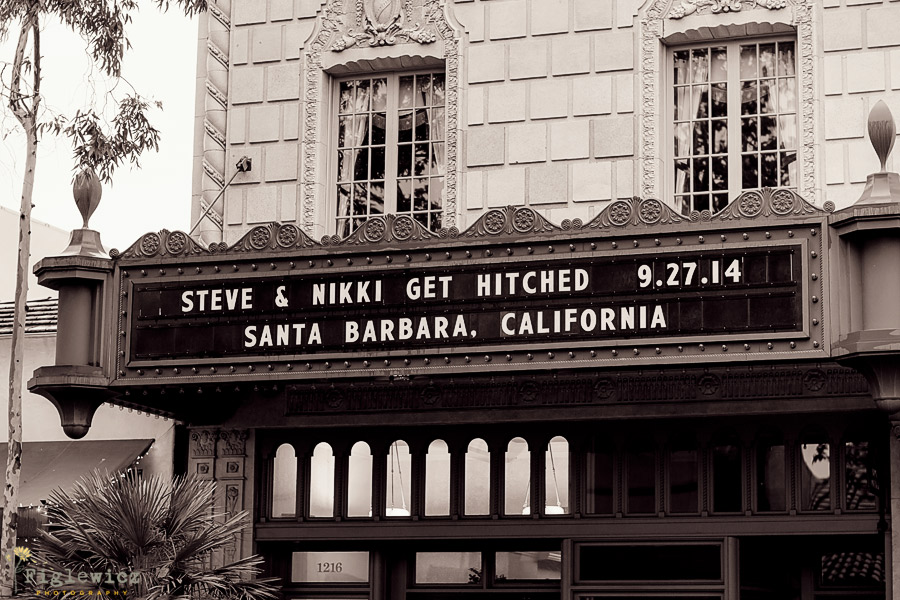 STEVE & NIKKI GET HITCHED 9.27.14
SANTA BARBARA, CALIFORNIA
1216
Riglewicz
PHOTOGRAPHY